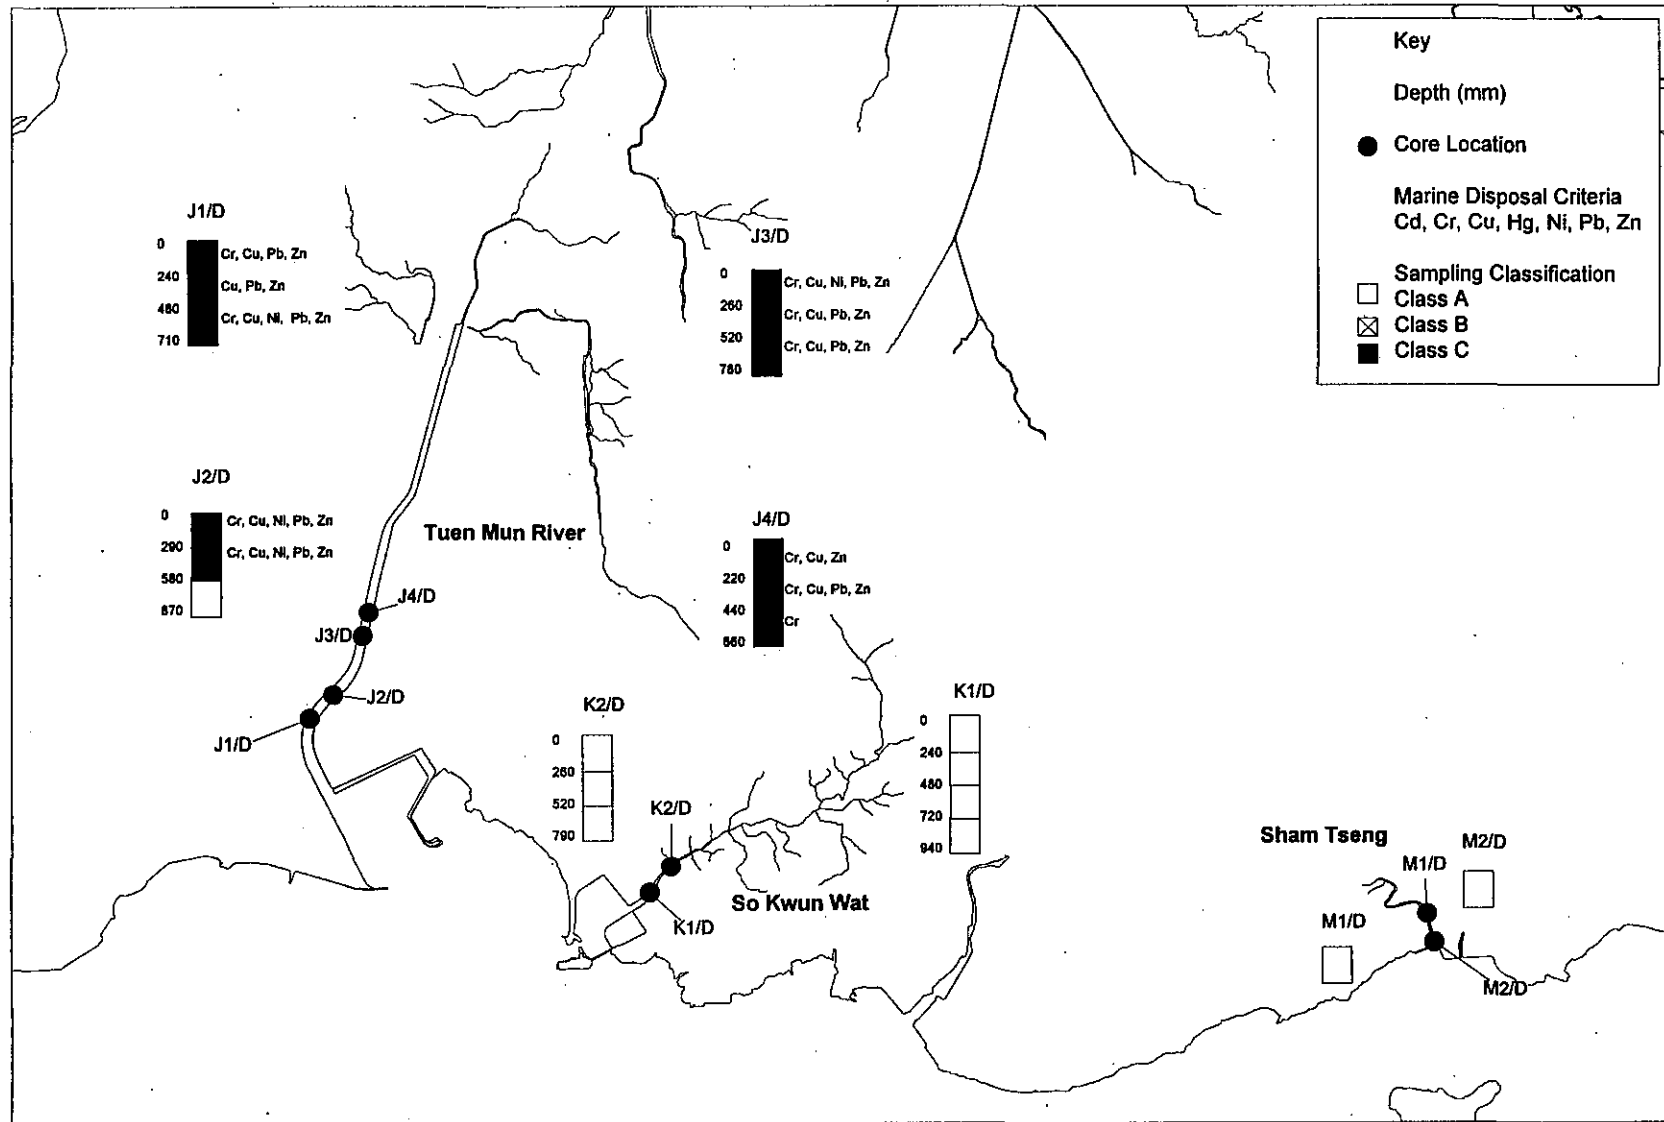 Key
Depth (mm)
Core Location
Marine Disposal Criteria
Cd, Cr, Cu, Hg, Ni, Pb, Zn
Sampling Classification
Class A
Class B
Class C
J1/D
0
Cr, Cu, Pb, Zn
240
Cu, Pb, Zn
480
Cr, Cu, Ni, Pb, Zn
710
J3/D
0
Cr, Cu, Ni, Pb, Zn
260
Cr, Cu, Pb, Zn
520
Cr, Cu, Pb, Zn
780
J2/D
0
Cr, Cu, Ni, Pb, Zn
290
Cr, Cu, Ni, Pb, Zn
580
870
Tuen Mun River
J4/D
0
Cr, Cu, Zn
220
Cr, Cu, Pb, Zn
440
Cr
660
J4/D
J3/D
J2/D
J1/D
K2/D
0
260
520
790
K1/D
0
240
480
720
940
K2/D
K1/D
So Kwun Wat
Sham Tseng
M2/D
M1/D
M1/D
M2/D